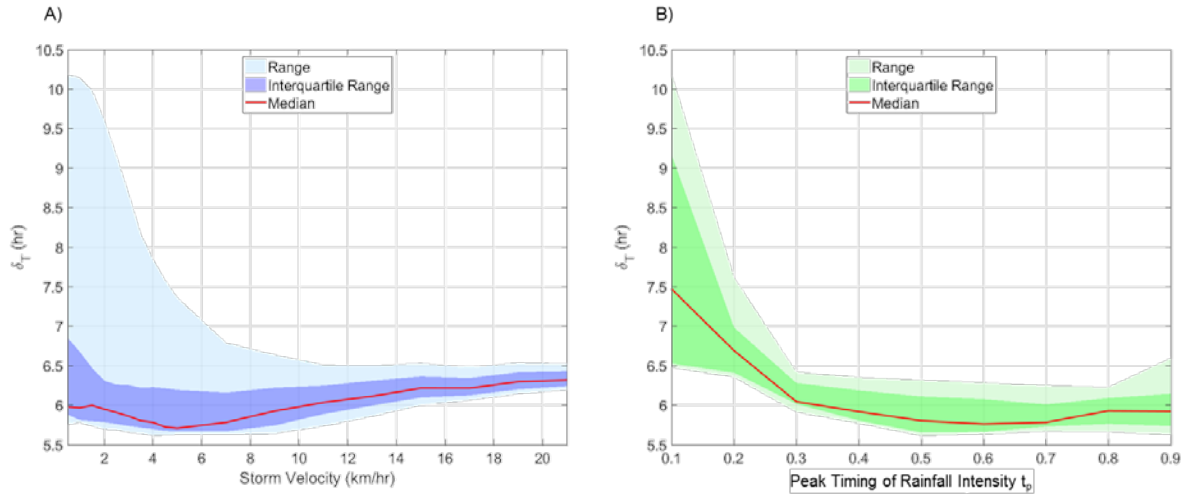 A)
10.5
10
9.5
9
8.5
8
7.5
7
6.5
6
5.5
δT (hr)
Range
Interquartile Range
Median
2 4 6 8 10 12 14 16 18 20
Storm Velocity (km/hr)
B)
10.5
10
9.5
9
8.5
8
7.5
7
6.5
6
5.5
δT (hr)
Range
Interquartile Range
Median
0.1 0.2 0.3 0.4 0.5 0.6 0.7 0.8 0.9
Peak Timing of Rainfall Intensity tp